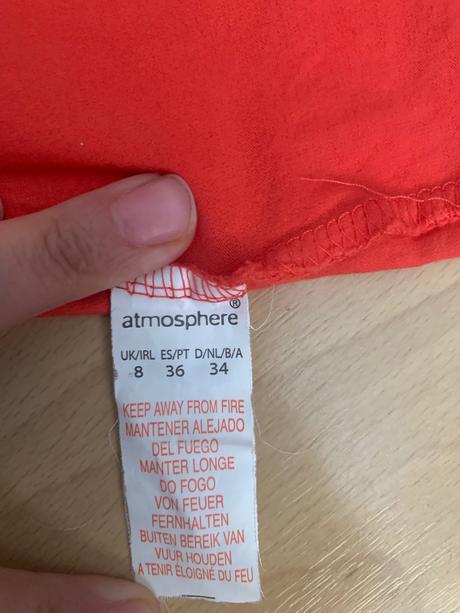 atmosphere®
UK/IRL ES/PT D/NL/B/A
8 36 34
KEEP AWAY FROM FIRE
MANTENER ALEJADO
DEL FUEGO
MANTER LONGE
DO FOGO
VON FEUER
FERNHALTEN
BUITEN BEREIK VAN
VUUR HOUDEN
A TENIR ÉLOIGNÉ DU FEU